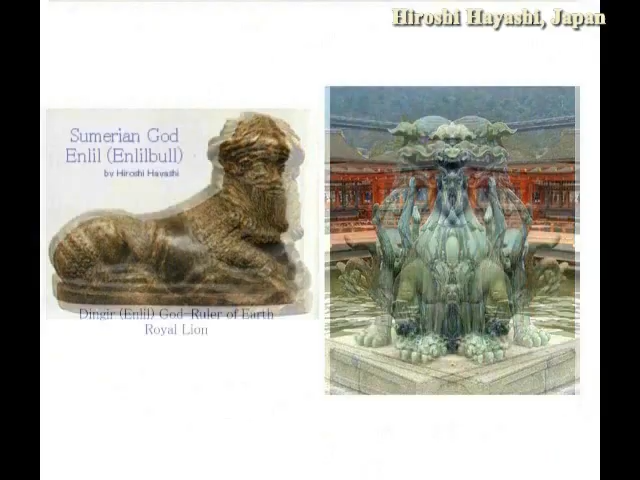 Hiroshi Hayashi, Japan
Sumerian God
Enlil (Enlilbull)
by Hiroshi Hayashi
Dingir (Enlil) God-Ruler of Earth
Royal Lion